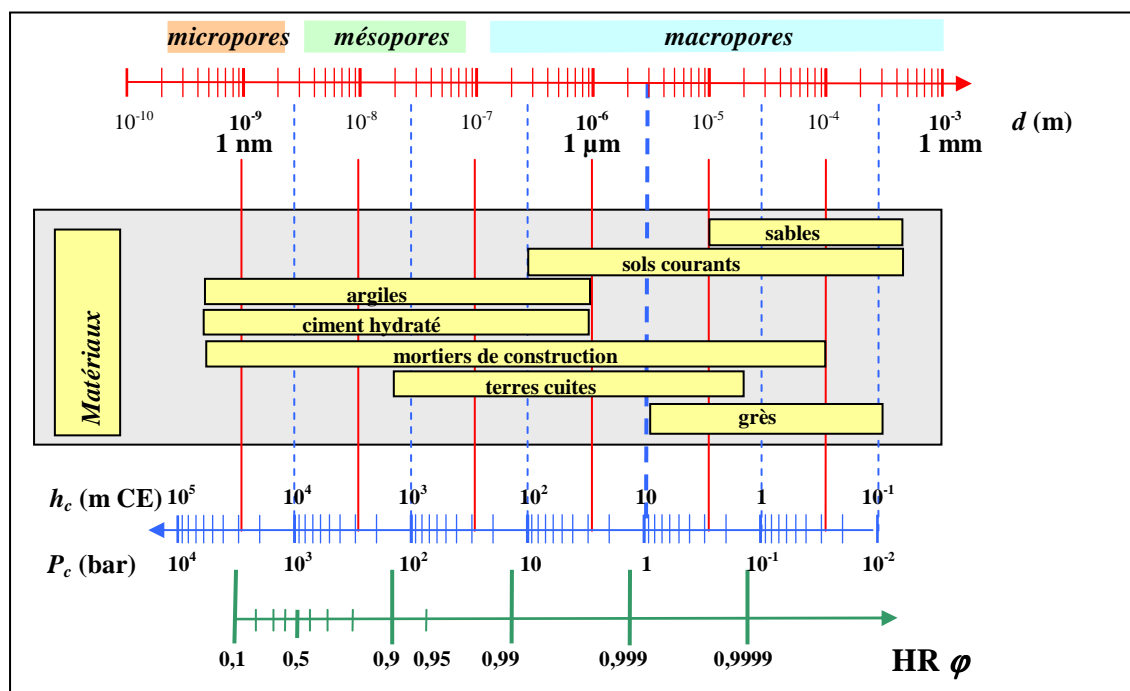 micropores mésopores macropores
10⁻¹⁰ 10⁻⁹ 10⁻⁸ 10⁻⁷ 10⁻⁶ 10⁻⁵ 10⁻⁴ 10⁻³ d (m)
1 nm 1 µm 1 mm
Matériaux
sables
sols courants
argiles
ciment hydraté
mortiers de construction
terres cuites
grès
h_c (m CE) 10⁵ 10⁴ 10³ 10² 10 1 10⁻¹
P_c (bar) 10⁴ 10³ 10² 10 1 10⁻¹ 10⁻²
0,1 0,5 0,9 0,95 0,99 0,999 0,9999 HR φ